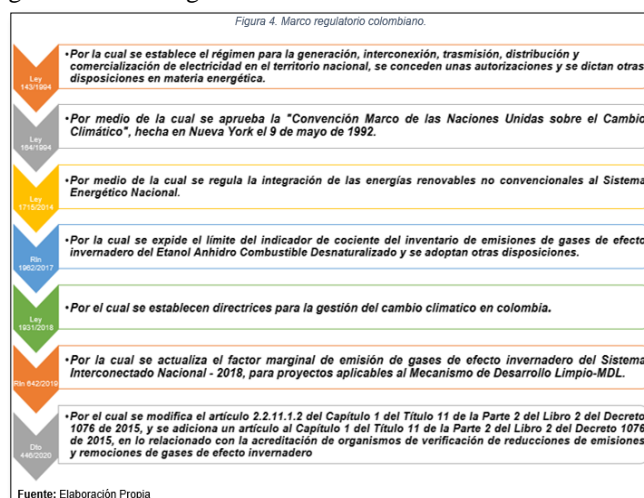 Figura 4. Marco regulatorio colombiano.
Ley
143/1994
•Por la cual se establece el régimen para la generación, interconexión, trasmisión, distribución y
comercialización de electricidad en el territorio nacional, se conceden unas autorizaciones y se dictan otras
disposiciones en materia energética.
Ley
164/1994
•Por medio de la cual se aprueba la "Convención Marco de las Naciones Unidas sobre el Cambio
Climático", hecha en Nueva York el 9 de mayo de 1992.
Ley
1715/2014
•Por medio de la cual se regula la integración de las energías renovables no convencionales al Sistema
Energético Nacional.
Rln
1962/2017
•Por la cual se expide el límite del indicador de cociente del inventario de emisiones de gases de efecto
invernadero del Etanol Anhidro Combustible Desnaturalizado y se adoptan otras disposiciones.
Ley
1931/2018
•Por el cual se establecen directrices para la gestión del cambio climatico en colombia.
Rln 642/2019
•Por la cual se actualiza el factor marginal de emisión de gases de efecto invernadero del Sistema
Interconectado Nacional - 2018, para proyectos aplicables al Mecanismo de Desarrollo Limpio-MDL.
Dto
446/2020
•Por el cual se modifica el artículo 2.2.11.1.2 del Capítulo 1 del Título 11 de la Parte 2 del Libro 2 del Decreto
1076 de 2015, y se adiciona un artículo al Capítulo 1 del Título 11 de la Parte 2 del Libro 2 del Decreto 1076
de 2015, en lo relacionado con la acreditación de organismos de verificación de reducciones de emisiones
y remociones de gases de efecto invernadero
Fuente: Elaboración Propia